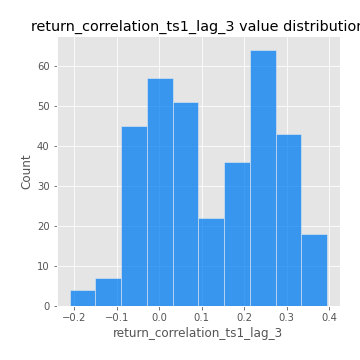 return_correlation_ts1_lag_3 value distribution
60
50
40
30
20
10
0
Count
−0.2 −0.1 0.0 0.1 0.2 0.3 0.4
return_correlation_ts1_lag_3